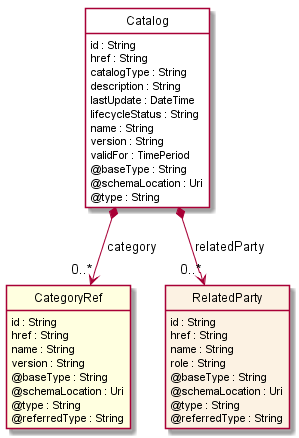 Catalog
id : String
href : String
catalogType : String
description : String
lastUpdate : DateTime
lifecycleStatus : String
name : String
version : String
validFor : TimePeriod
@baseType : String
@schemaLocation : Uri
@type : String
category
relatedParty
0..*
0..*
CategoryRef
id : String
href : String
name : String
version : String
@baseType : String
@schemaLocation : Uri
@type : String
@referredType : String
RelatedParty
id : String
href : String
name : String
role : String
@baseType : String
@schemaLocation : Uri
@type : String
@referredType : String